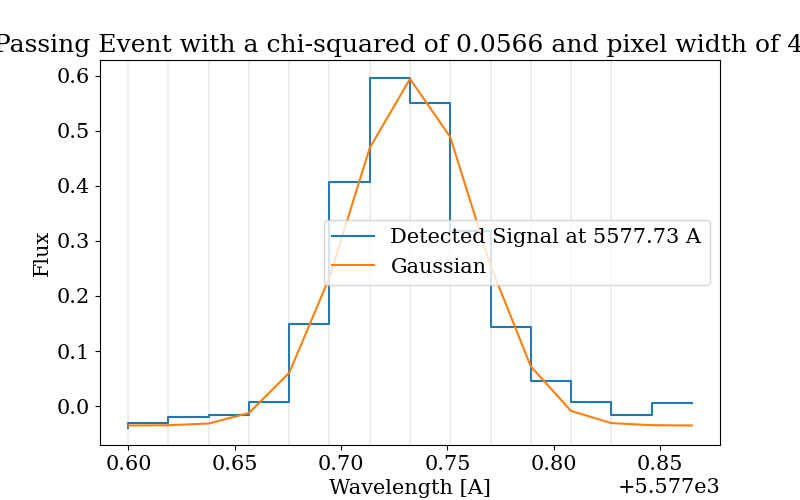 Passing Event with a chi-squared of 0.0566 and pixel width of 4
0.6
0.5
0.4
0.3
0.2
0.1
0.0
Flux
Detected Signal at 5577.73 A
Gaussian
0.60 0.65 0.70 0.75 0.80 0.85
Wavelength [A]
+5.577e3